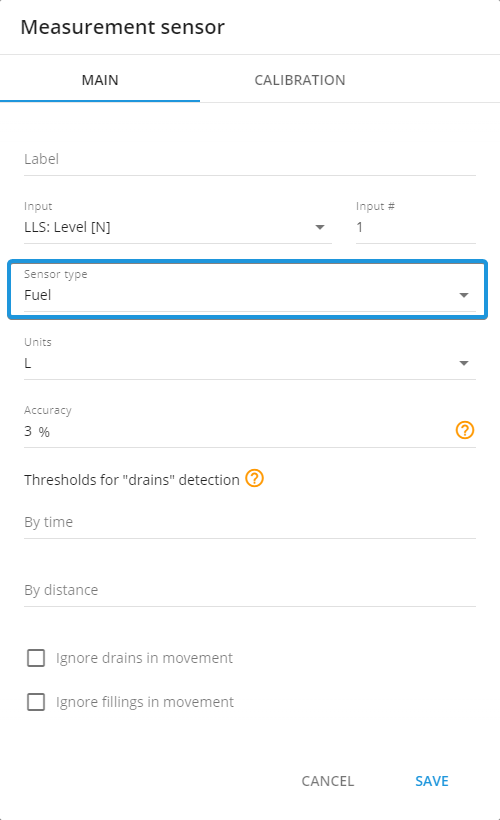 Measurement sensor
MAIN CALIBRATION
Label
Input Input #
LLS: Level [N] 1
Sensor type
Fuel
Units
L
Accuracy
3 %
Thresholds for "drains" detection
By time
By distance
Ignore drains in movement
Ignore fillings in movement
CANCEL SAVE